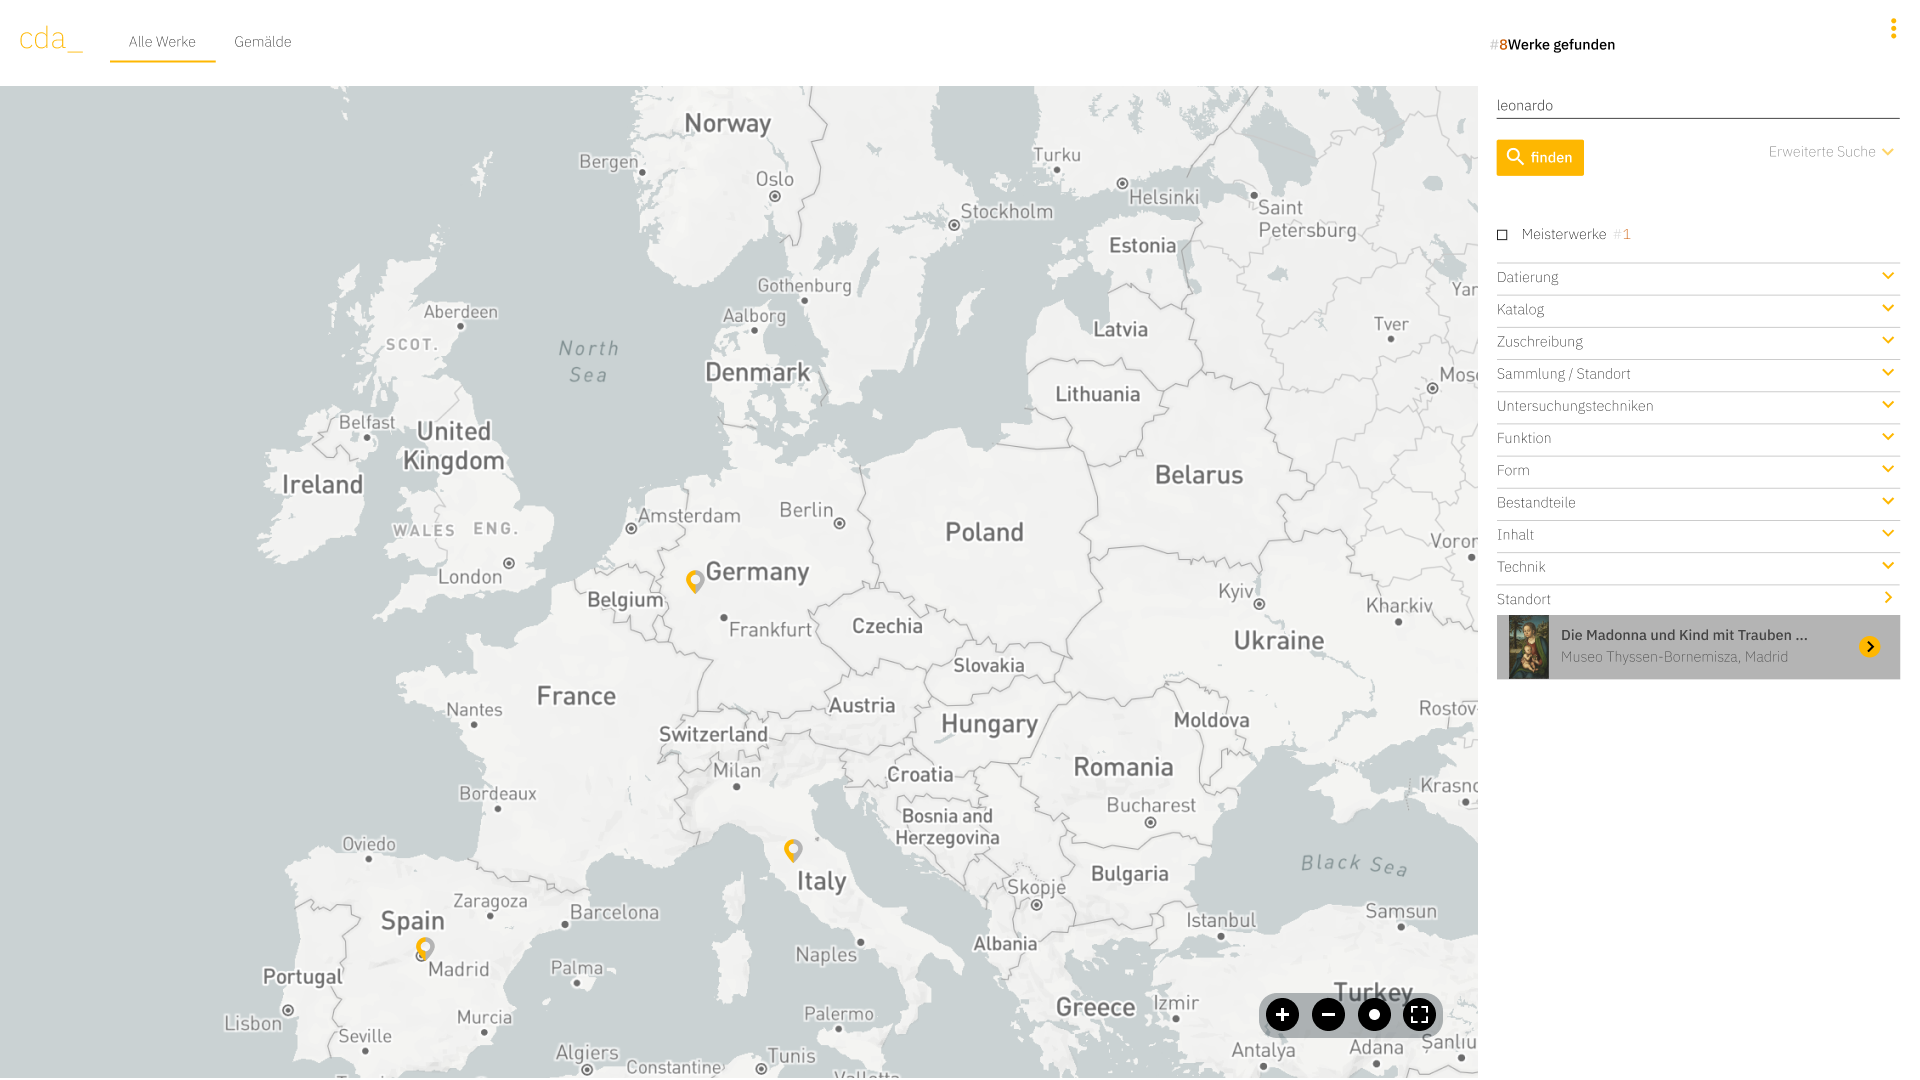 cda_
Alle Werke
Gemälde
#8Werke gefunden
leonardo
finden
Erweiterte Suche
Meisterwerke #1
Datierung
Katalog
Zuschreibung
Sammlung / Standort
Untersuchungstechniken
Funktion
Form
Bestandteile
Inhalt
Technik
Standort
Die Madonna und Kind mit Trauben ...
Museo Thyssen-Bornemisza, Madrid
Norway
Bergen
Oslo
Turku
Helsinki
Stockholm
Saint
Petersburg
Estonia
Gothenburg
Yar
Aberdeen
Aalborg
Latvia
Tver
SCOT.
North
Sea
Denmark
Mosc
Lithuania
Belfast
United
Kingdom
Ireland
Belarus
Amsterdam
Berlin
WALES
ENG.
Poland
Voron
London
Germany
Belgium
Kyiv
Kharkiv
Frankfurt
Czechia
Ukraine
Slovakia
France
Austria
Nantes
Rostov-
Hungary
Moldova
Switzerland
Milan
Croatia
Romania
Bordeaux
Krasno
Bucharest
Bosnia and
Herzegovina
Oviedo
Black Sea
Italy
Bulgaria
Skopje
Zaragoza
Barcelona
Spain
Istanbul
Samsun
Albania
Naples
Madrid
Palma
Portugal
Turkey
Greece
Izmir
Lisbon
Murcia
Palermo
Seville
Algiers
Constantine
Tunis
Antalya
Adana
Şanlıu
Valletta